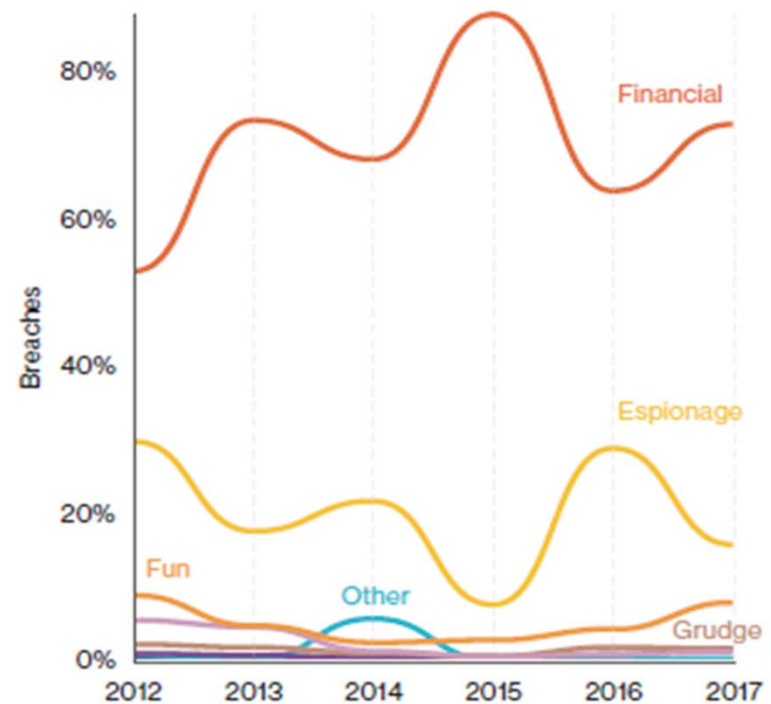 80%
Financial
60%
Breaches
40%
Espionage
20%
Fun
Other
Grudge
0%
2012 2013 2014 2015 2016 2017